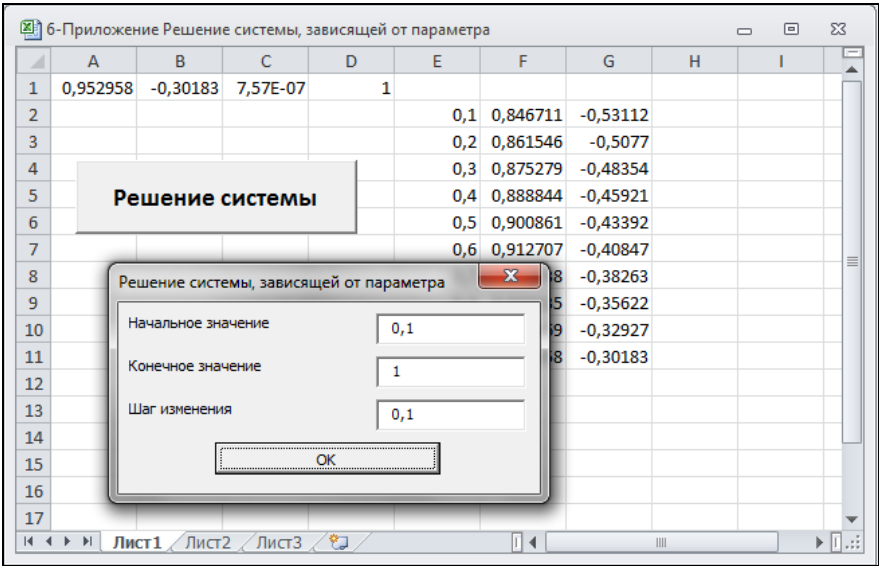 6-Приложение Решение системы, зависящей от параметра
A B C D E F G H I
1 0,952958 -0,30183 7,57E-07 1
2 0,1 0,846711 -0,53112
3 0,2 0,861546 -0,5077
4 0,3 0,875279 -0,48354
5 0,4 0,888844 -0,45921
6 0,5 0,900861 -0,43392
7 0,6 0,912707 -0,40847
8 8 -0,38263
9 5 -0,35622
10 9 -0,32927
11 8 -0,30183
12
13
14
15
16
17
Решение системы
Решение системы, зависящей от параметра
Начальное значение 0,1
Конечное значение 1
Шаг изменения 0,1
OK
Лист1 Лист2 Лист3